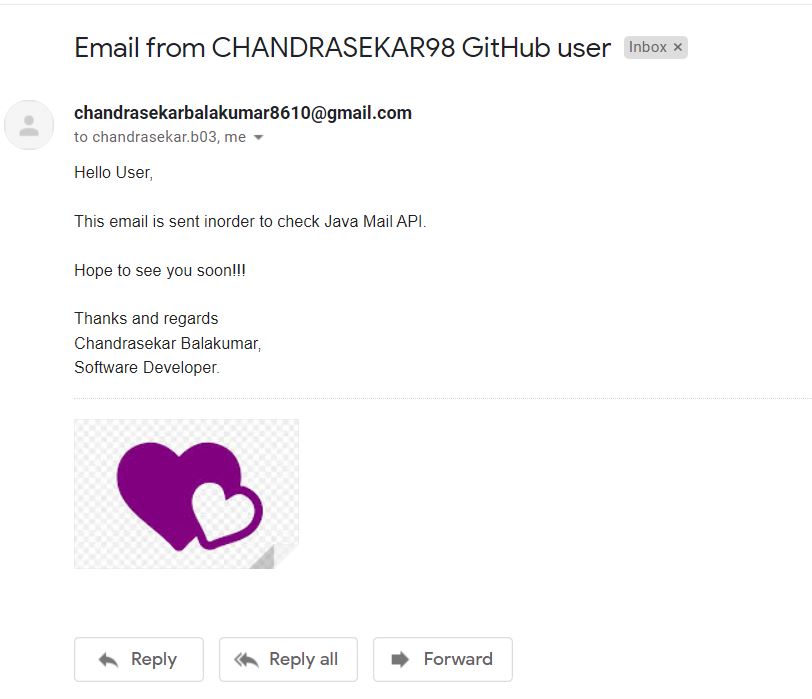 Email from CHANDRASEKAR98 GitHub user Inbox ×
chandrasekarbalakumar8610@gmail.com
to chandrasekar.b03, me
Hello User,
This email is sent inorder to check Java Mail API.
Hope to see you soon!!!
Thanks and regards
Chandrasekar Balakumar,
Software Developer.
Reply Reply all Forward